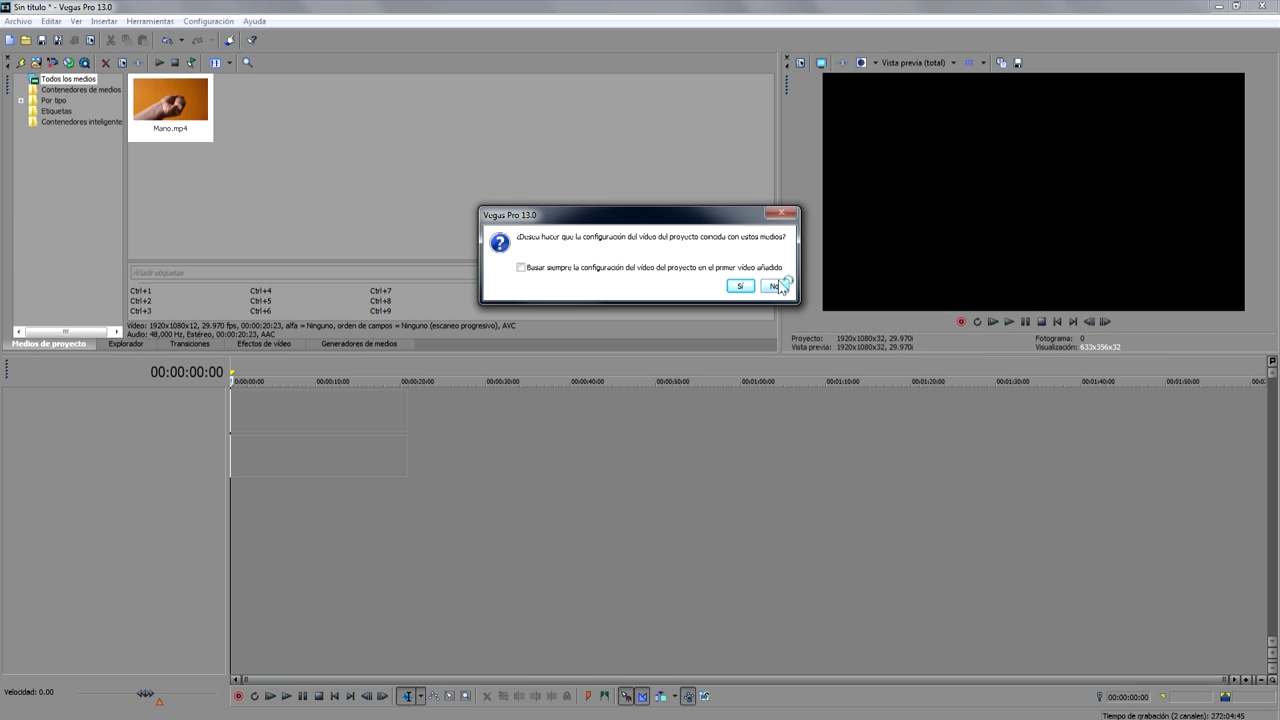 Sin título * - Vegas Pro 13.0
Archivo Editar Ver Insertar Herramientas Configuración Ayuda
Todos los medios
Contenedores de medios
Por tipo
Etiquetas
Contenedores inteligente
Mano.mp4
Vista previa (total)
Vegas Pro 13.0
¿Desea hacer que la configuración del vídeo del proyecto coincida con estos medios?
Basar siempre la configuración del vídeo del proyecto en el primer vídeo añadido
Sí No
Añadir etiquetas
Ctrl+1 Ctrl+4 Ctrl+7
Ctrl+2 Ctrl+5 Ctrl+8
Ctrl+3 Ctrl+6 Ctrl+9
Vídeo: 1920x1080x12, 29.970 fps, 00:00:20:23, alfa = Ninguno, orden de campos = Ninguno (escaneo progresivo), AVC
Audio: 48,000 Hz, Estéreo, 00:00:20:23, AAC
Medios de proyecto Explorador Transiciones Efectos de vídeo Generadores de medios
Proyecto: 1920x1080x32, 29.970i Fotograma: 0
Vista previa: 1920x1080x32, 29.970i Visualización: 633x356x32
00:00:00:00
0:00:00:00 00:00:10:00 00:00:20:00 00:00:30:00 00:00:40:00 00:00:50:00 00:01:00:00 00:01:10:00 00:01:20:00 00:01:30:00 00:01:40:00 00:01:50:00 00:0
Velocidad: 0.00
00:00:00:00
Tiempo de grabación (2 canales): 272:04:45